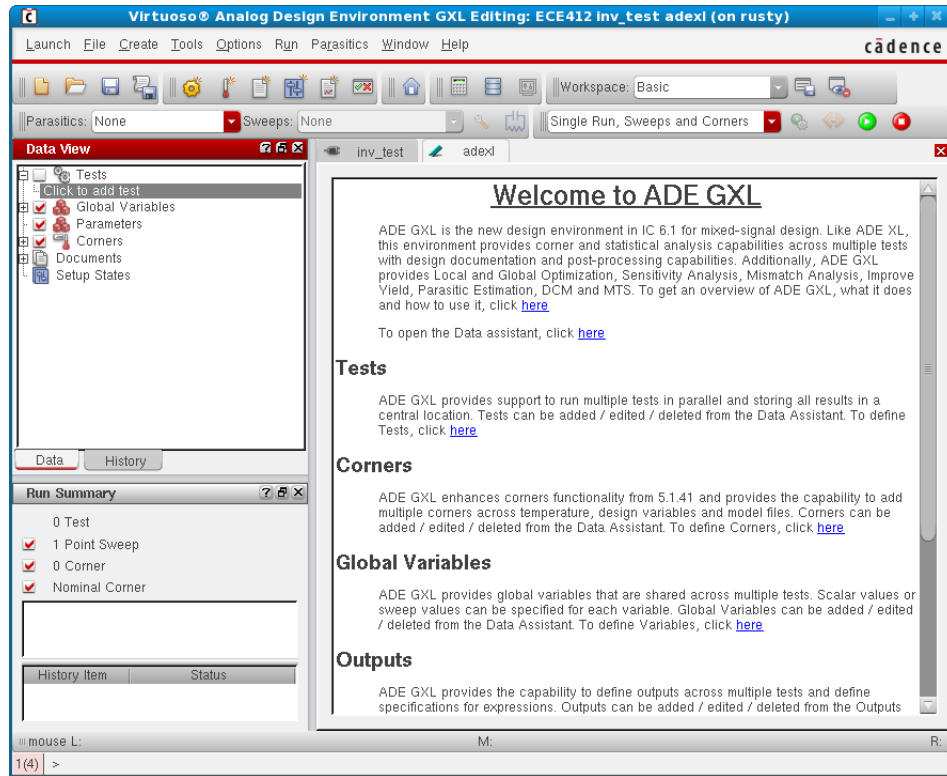 Virtuoso® Analog Design Environment GXL Editing: ECE412 inv_test adexl (on rusty)
Launch File Create Tools Options Run Parasitics Window Help
cādence
Workspace: Basic
Parasitics: None
Sweeps: None
Single Run, Sweeps and Corners
Data View
Tests
Click to add test
Global Variables
Parameters
Corners
Documents
Setup States
Data History
Run Summary
0 Test
1 Point Sweep
0 Corner
Nominal Corner
History Item Status
inv_test adexl
Welcome to ADE GXL
ADE GXL is the new design environment in IC 6.1 for mixed-signal design. Like ADE XL,
this environment provides corner and statistical analysis capabilities across multiple tests
with design documentation and post-processing capabilities. Additionally, ADE GXL
provides Local and Global Optimization, Sensitivity Analysis, Mismatch Analysis, Improve
Yield, Parasitic Estimation, DCM and MTS. To get an overview of ADE GXL, what it does
and how to use it, click here
To open the Data assistant, click here
Tests
ADE GXL provides support to run multiple tests in parallel and storing all results in a
central location. Tests can be added / edited / deleted from the Data Assistant. To define
Tests, click here
Corners
ADE GXL enhances corners functionality from 5.1.41 and provides the capability to add
multiple corners across temperature, design variables and model files. Corners can be
added / edited / deleted from the Data Assistant. To define Corners, click here
Global Variables
ADE GXL provides global variables that are shared across multiple tests. Scalar values or
sweep values can be specified for each variable. Global Variables can be added / edited
/ deleted from the Data Assistant. To define Variables, click here
Outputs
ADE GXL provides the capability to define outputs across multiple tests and define
specifications for expressions. Outputs can be added / edited / deleted from the Outputs
mouse L: M: R:
1(4) >